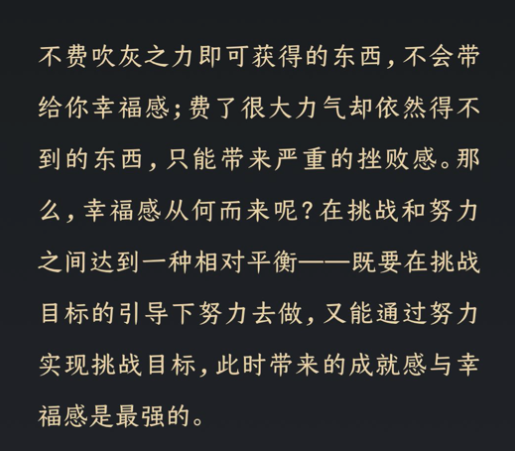 不费吹灰之力即可获得的东西,不会带
给你幸福感;费了很大力气却依然得不
到的东西,只能带来严重的挫败感。那
么,幸福感从何而来呢?在挑战和努力
之间达到一种相对平衡——既要在挑战
目标的引导下努力去做,又能通过努力
实现挑战目标,此时带来的成就感与幸
福感是最强的。